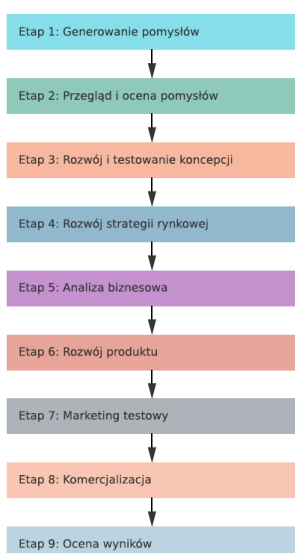 Etap 1: Generowanie pomysłów
Etap 2: Przegląd i ocena pomysłów
Etap 3: Rozwój i testowanie koncepcji
Etap 4: Rozwój strategii rynkowej
Etap 5: Analiza biznesowa
Etap 6: Rozwój produktu
Etap 7: Marketing testowy
Etap 8: Komercjalizacja
Etap 9: Ocena wyników